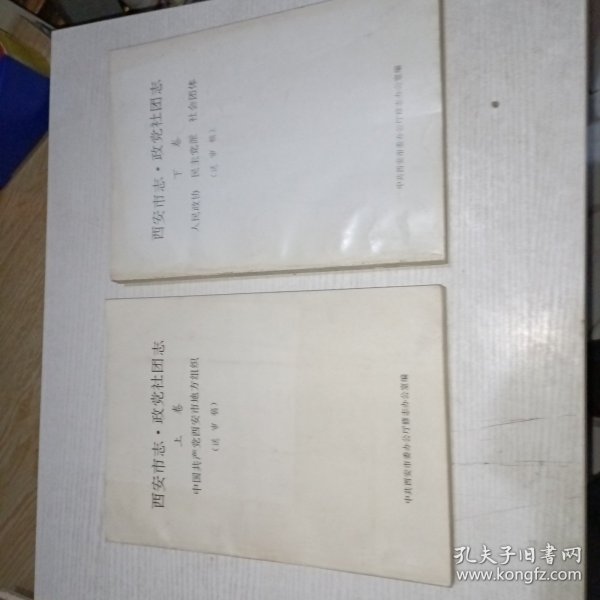 西安市志·政党社团志
下卷
人民政协 民主党派 社会团体
(送审稿)
中共西安市委办公厅修志办公室编
西安市志·政党社团志
上卷
中国共产党西安市地方组织
(送审稿)
中共西安市委办公厅修志办公室编
孔夫子旧书网
www.kongfz.com